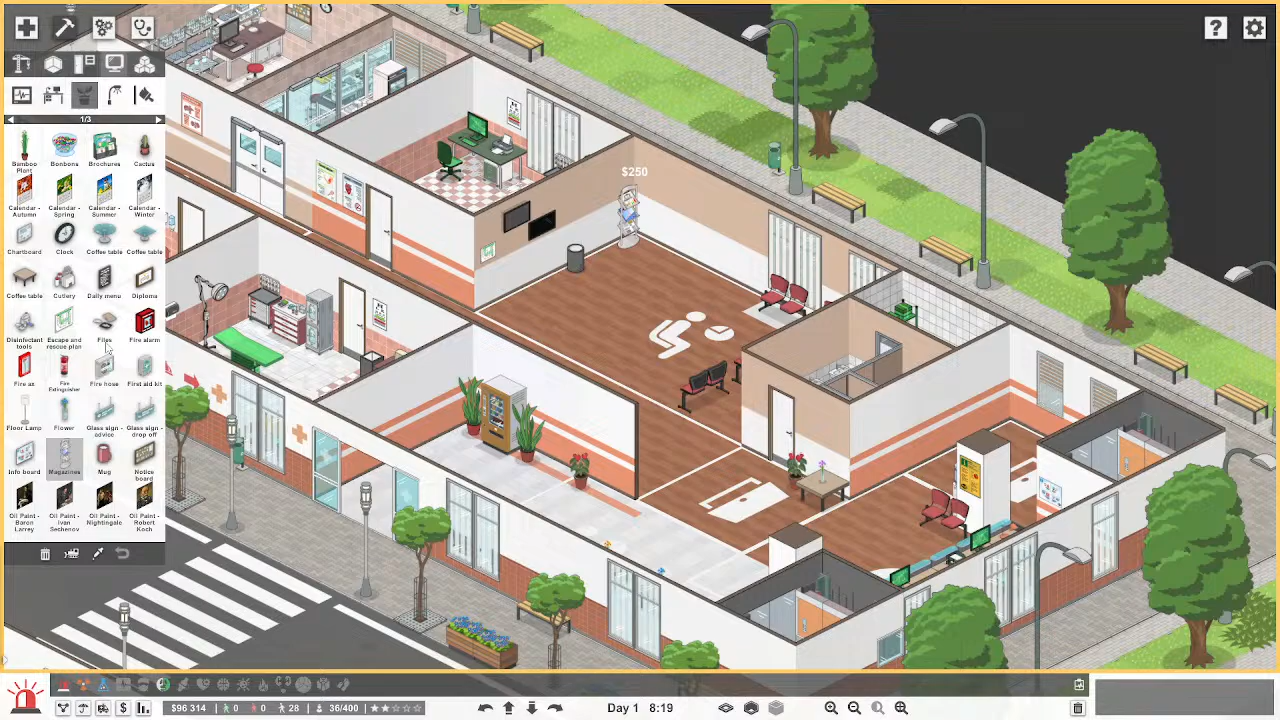 ?
1/3
Bamboo Plant
Bonbons
Brochures
Cactus
Calendar - Autumn
Calendar - Spring
Calendar - Summer
Calendar - Winter
Chartboard
Clock
Coffee table
Coffee table
Coffee table
Cutlery
Daily menu
Diploma
Disinfectant tools
Escape and rescue plan
Files
Fire alarm
Fire ax
Fire Extinguisher
Fire hose
First aid kit
Floor Lamp
Flower
Glass sign - advice
Glass sign - drop off
Info board
Magazines
Mug
Notice board
Oil Paint - Baron Larrey
Oil Paint - Ivan Sechenov
Oil Paint - Nightingale
Oil Paint - Robert Koch
$250
$96 314
0
0
28
36/400
Day 1 8:19